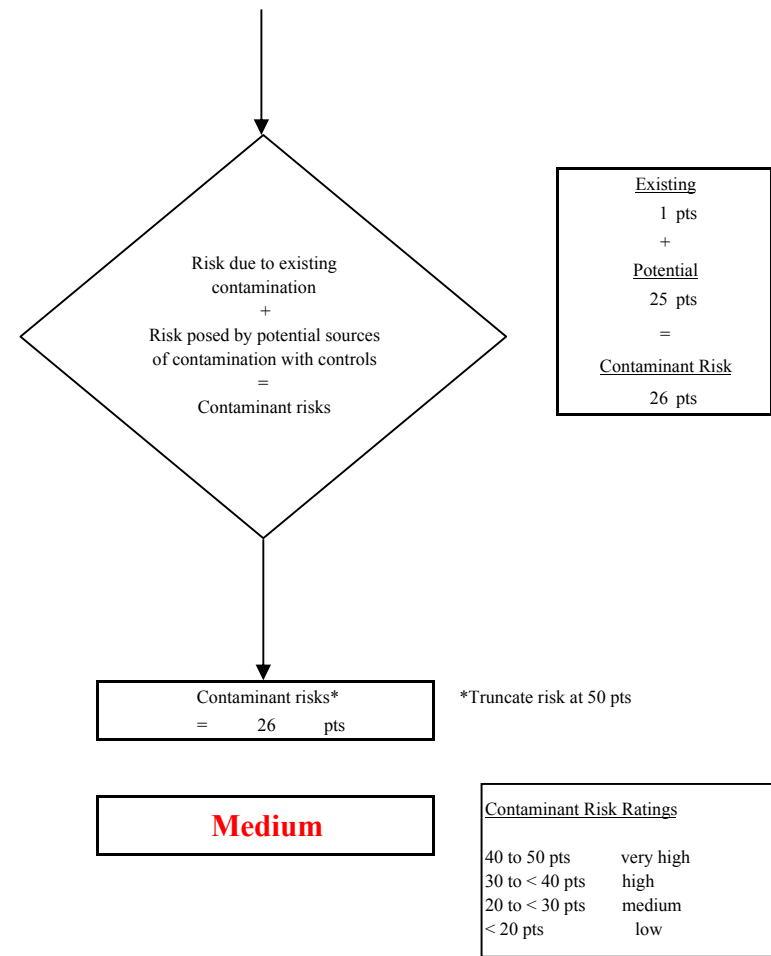 Risk due to existing
contamination
+
Risk posed by potential sources
of contamination with controls
=
Contaminant risks
Existing
1 pts
+
Potential
25 pts
=
Contaminant Risk
26 pts
Contaminant risks*
= 26 pts
*Truncate risk at 50 pts
Medium
Contaminant Risk Ratings
40 to 50 pts very high
30 to < 40 pts high
20 to < 30 pts medium
< 20 pts low